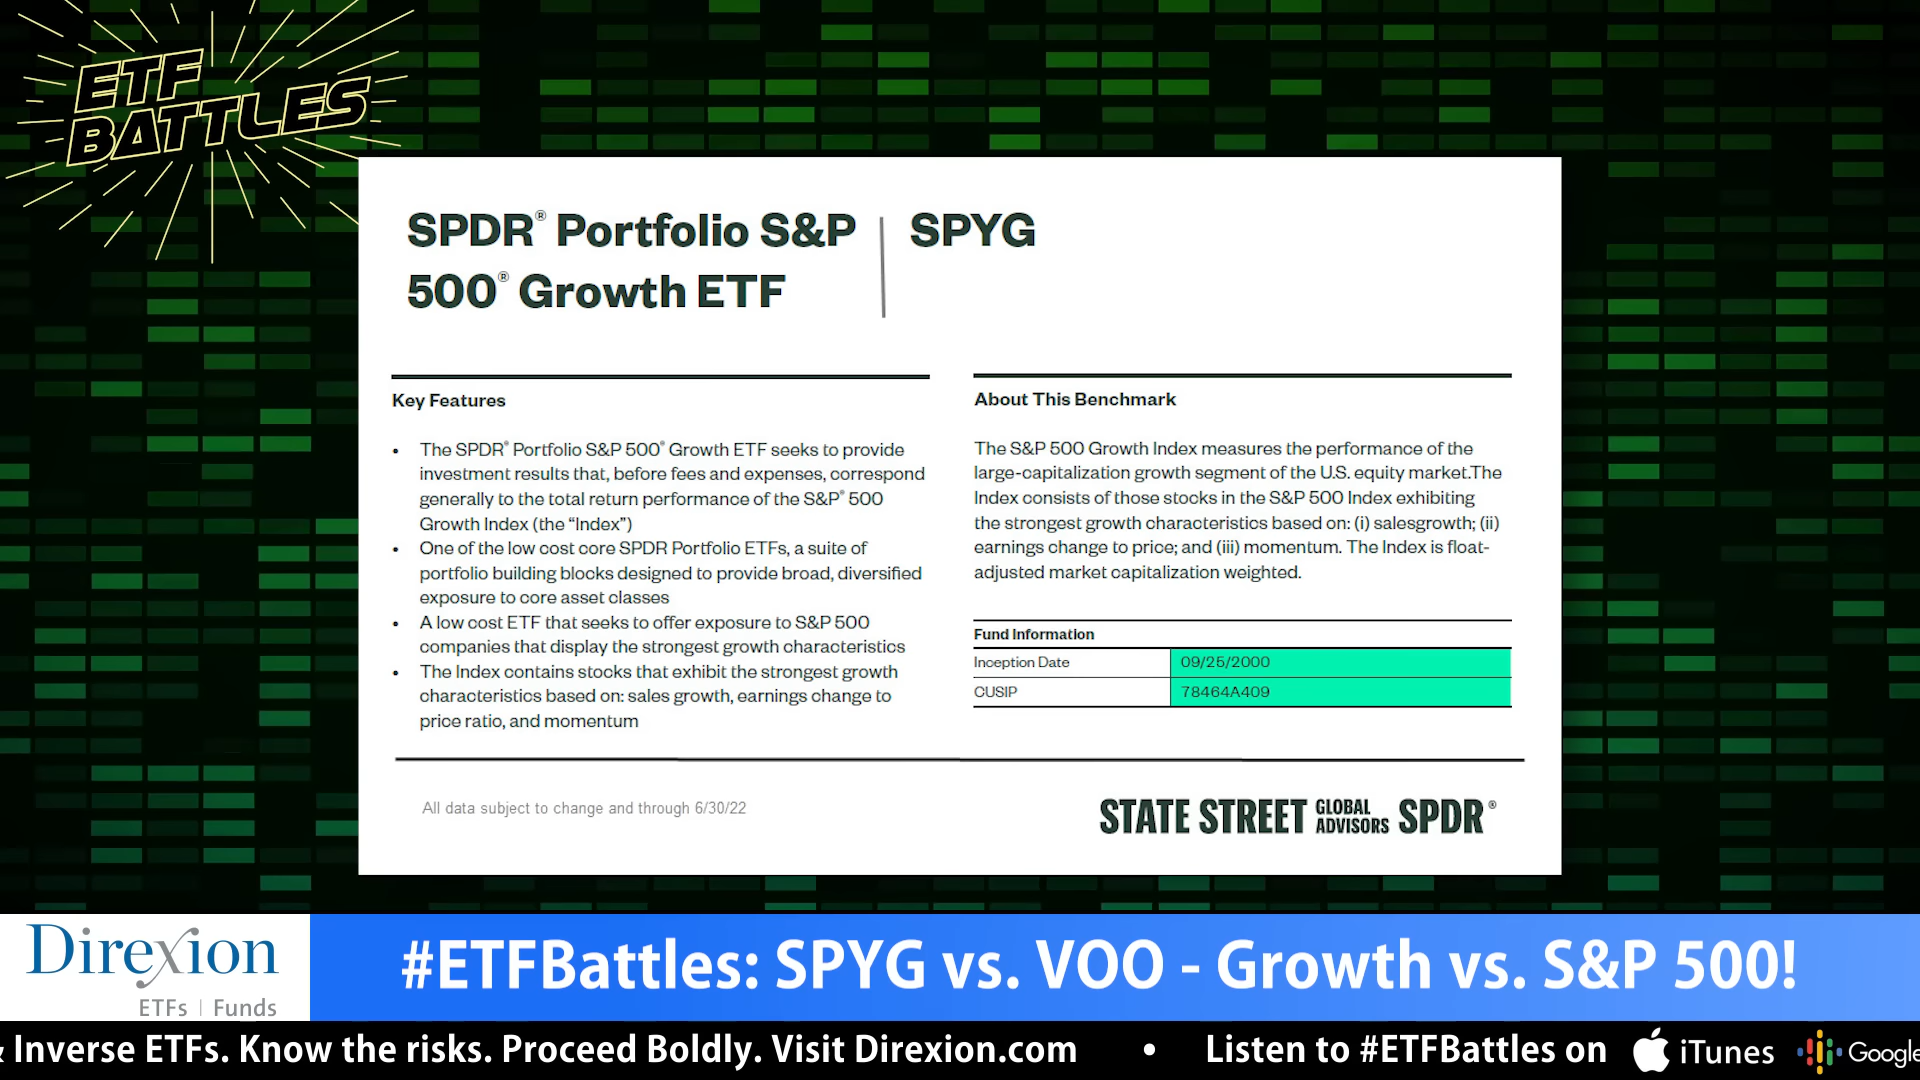 ETF
BATTLES
SPDR® Portfolio S&P
500® Growth ETF
SPYG
Key Features
• The SPDR® Portfolio S&P 500® Growth ETF seeks to provide
investment results that, before fees and expenses, correspond
generally to the total return performance of the S&P® 500
Growth Index (the “Index”)
• One of the low cost core SPDR Portfolio ETFs, a suite of
portfolio building blocks designed to provide broad, diversified
exposure to core asset classes
• A low cost ETF that seeks to offer exposure to S&P 500
companies that display the strongest growth characteristics
• The Index contains stocks that exhibit the strongest growth
characteristics based on: sales growth, earnings change to
price ratio, and momentum
About This Benchmark
The S&P 500 Growth Index measures the performance of the
large-capitalization growth segment of the U.S. equity market.The
Index consists of those stocks in the S&P 500 Index exhibiting
the strongest growth characteristics based on: (i) salesgrowth; (ii)
earnings change to price; and (iii) momentum. The Index is float-
adjusted market capitalization weighted.
Fund Information
Inception Date 09/25/2000
CUSIP 78464A409
All data subject to change and through 6/30/22
STATE STREET GLOBAL ADVISORS SPDR®
Direxion
ETFs | Funds
#ETFBattles: SPYG vs. VOO - Growth vs. S&P 500!
& Inverse ETFs. Know the risks. Proceed Boldly. Visit Direxion.com • Listen to #ETFBattles on iTunes Google